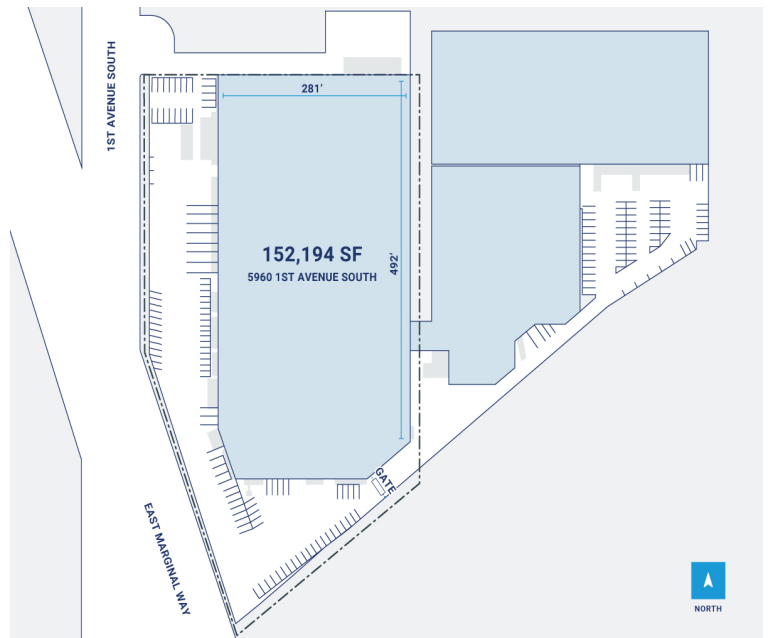 1ST AVENUE SOUTH
281'
152,194 SF
5960 1ST AVENUE SOUTH
492'
GATE
EAST MARGINAL WAY
NORTH